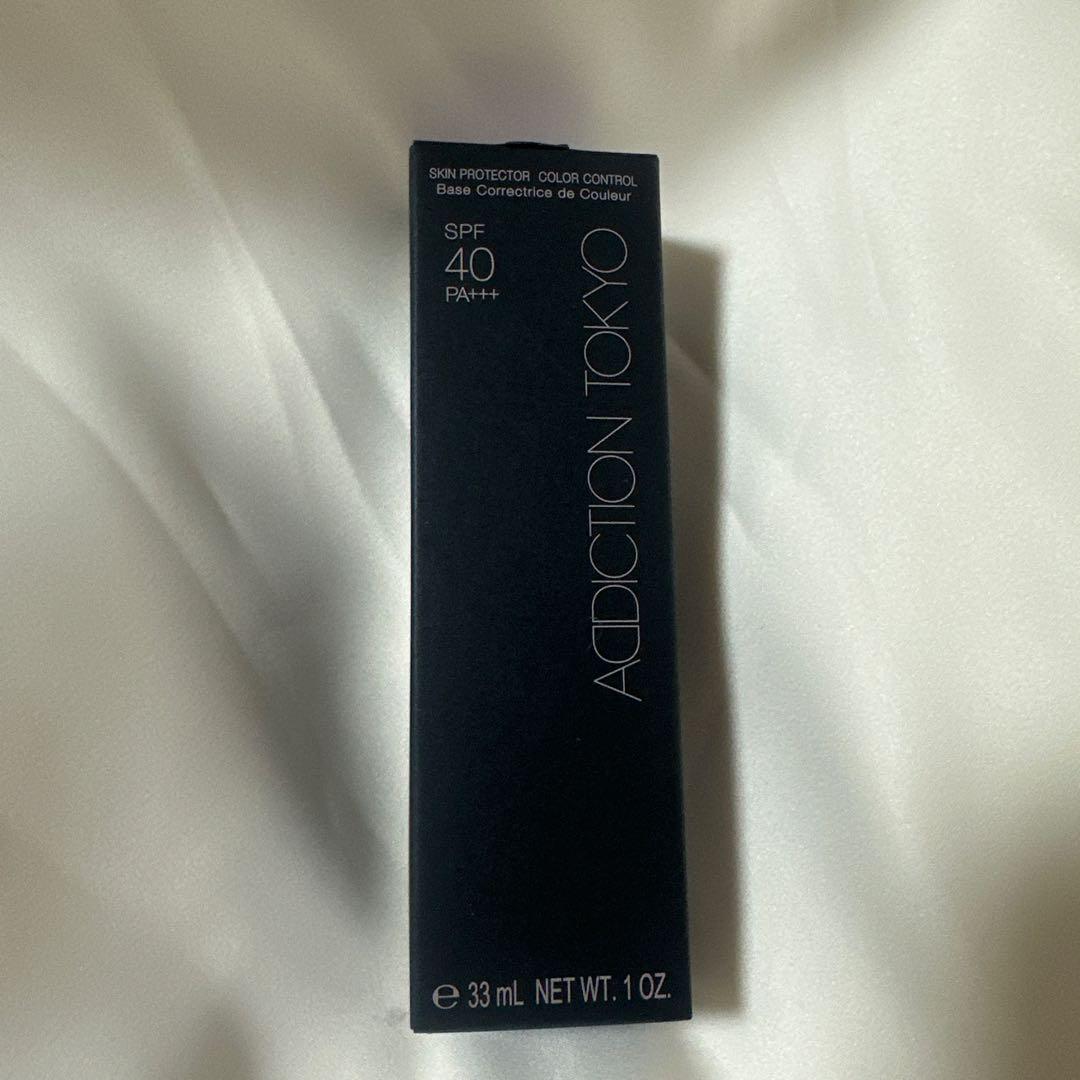 SKIN PROTECTOR COLOR CONTROL
Base Correctrice de Couleur
SPF
40
PA+++
ADDICTION TOKYO
e 33 mL NET WT. 1 OZ.